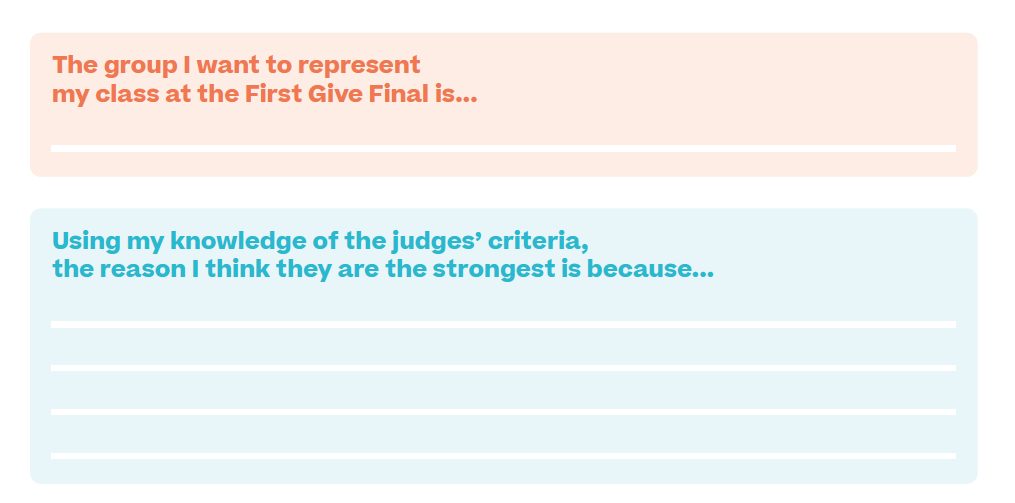 The group I want to represent
my class at the First Give Final is...
Using my knowledge of the judges’ criteria,
the reason I think they are the strongest is because...